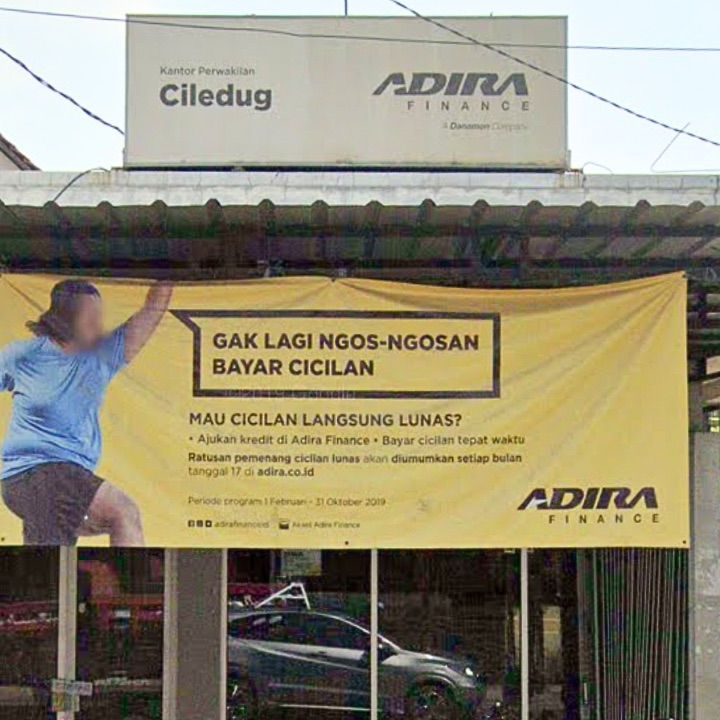 Kantor Perwakilan
Ciledug
ADIRA
FINANCE
A Danamon Company
GAK LAGI NGOS-NGOSAN
BAYAR CICILAN
MAU CICILAN LANGSUNG LUNAS?
• Ajukan kredit di Adira Finance • Bayar cicilan tepat waktu
Ratusan pemenang cicilan lunas akan diumumkan setiap bulan
tanggal 17 di adira.co.id
Periode program 1 Februari - 31 Oktober 2019
adirafinanceid Akses Adira Finance
ADIRA
FINANCE